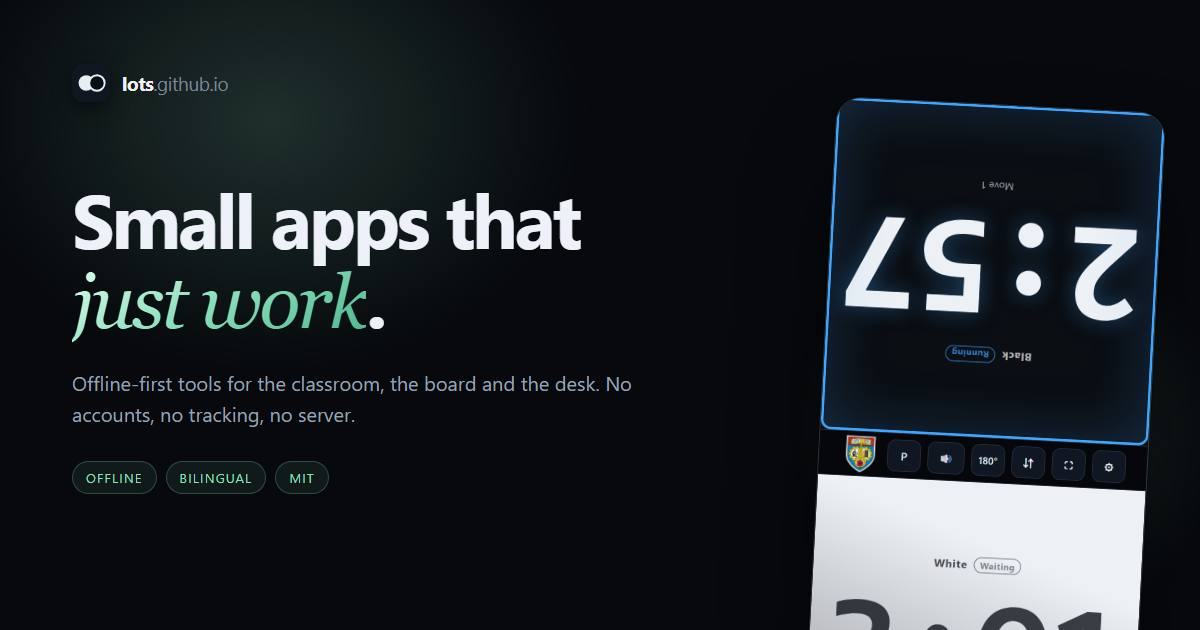 lots.github.io
Small apps that
just work.
Offline-first tools for the classroom, the board and the desk. No
accounts, no tracking, no server.
OFFLINE
BILINGUAL
MIT
Move 1
2:57
Black Running
P
180°
White Waiting